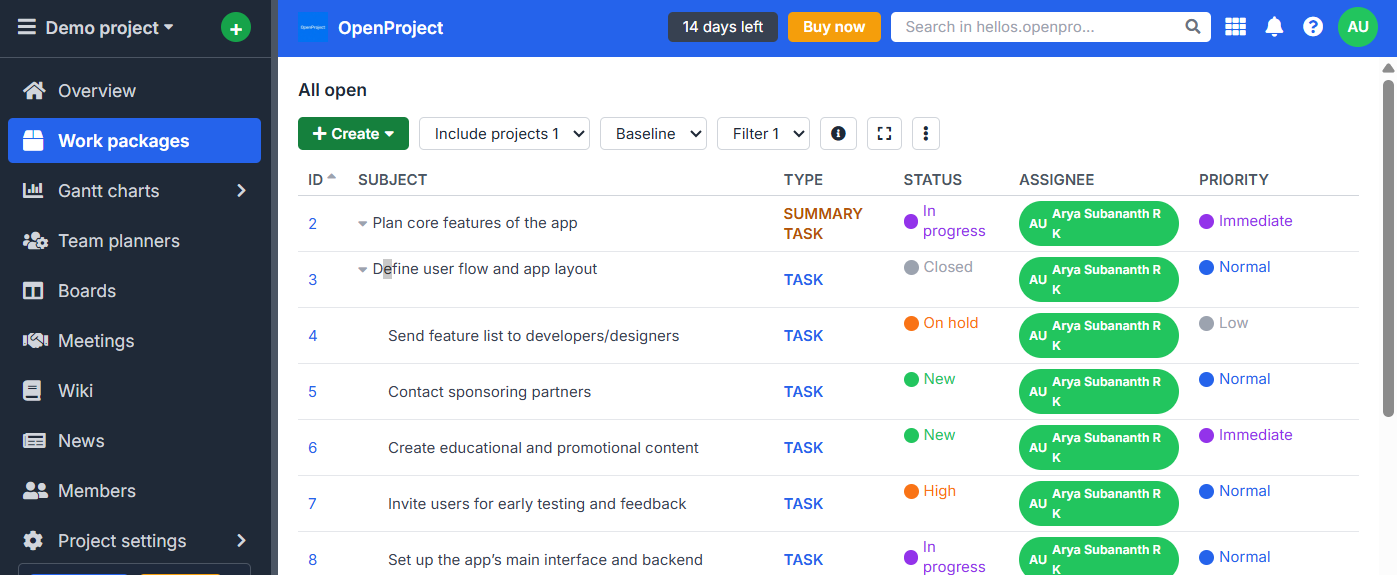 Demo project
+
OpenProject
OpenProject
14 days left
Buy now
Search in hellos.openpro...
?
AU
Overview
Work packages
Gantt charts
Team planners
Boards
Meetings
Wiki
News
Members
Project settings
All open
+ Create
Include projects 1
Baseline
Filter 1
ID SUBJECT TYPE STATUS ASSIGNEE PRIORITY
2 Plan core features of the app SUMMARY TASK In progress AU Arya Subananth R K Immediate
3 Define user flow and app layout TASK Closed AU Arya Subananth R K Normal
4 Send feature list to developers/designers TASK On hold AU Arya Subananth R K Low
5 Contact sponsoring partners TASK New AU Arya Subananth R K Normal
6 Create educational and promotional content TASK New AU Arya Subananth R K Immediate
7 Invite users for early testing and feedback TASK High AU Arya Subananth R K Normal
8 Set up the app’s main interface and backend TASK In progress AU Arya Subananth R K Normal